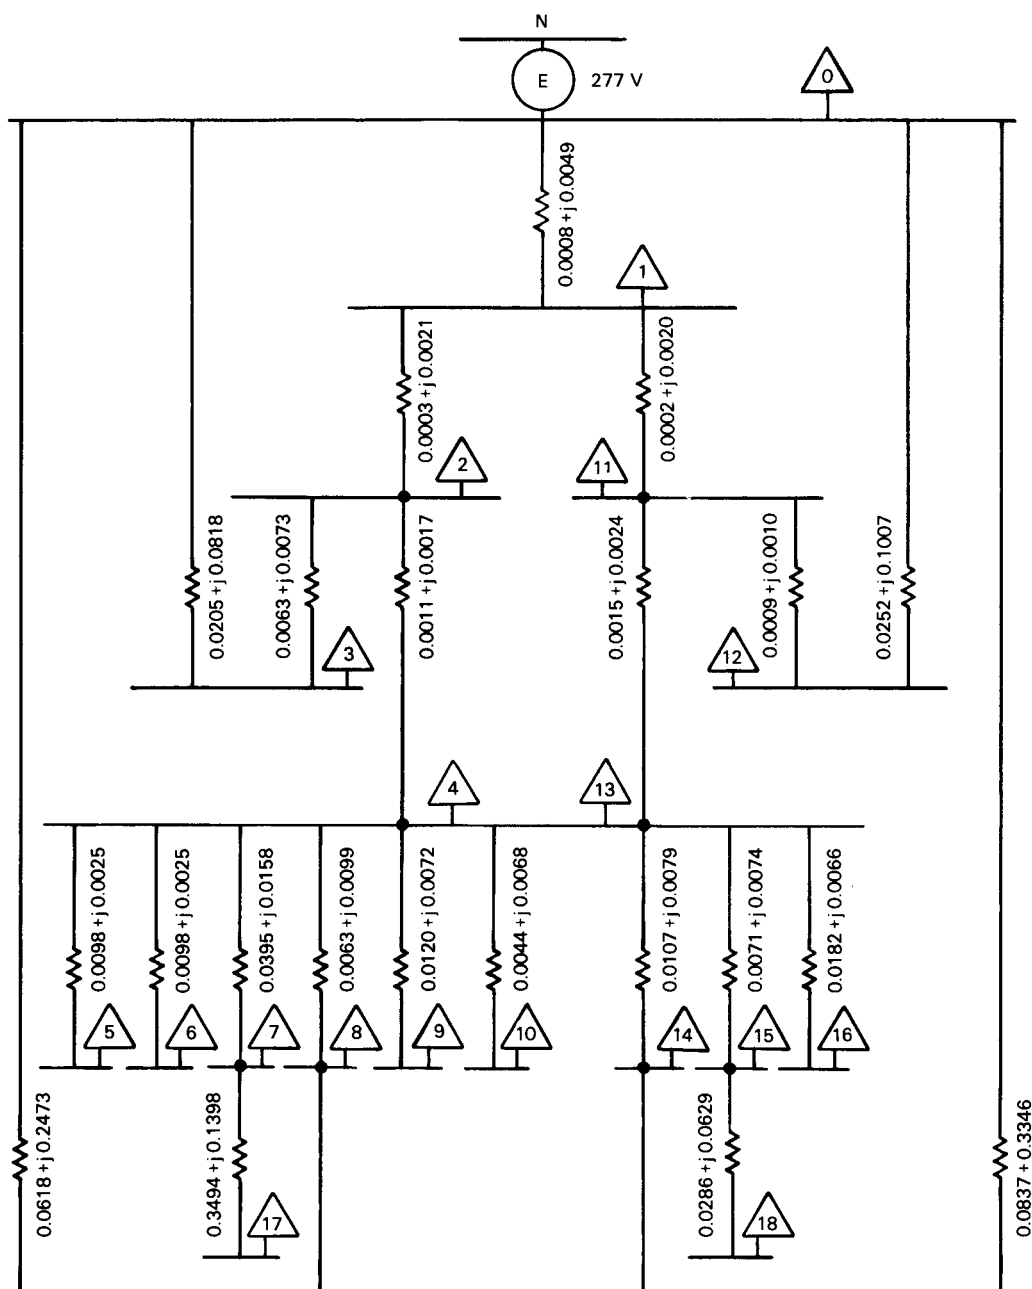 N
E
277 V
0
0.0008 +j 0.0049
1
0.0003 +j 0.0021
0.0002 +j 0.0020
2
11
0.0205 +j 0.0818
0.0063 +j 0.0073
0.0011 +j 0.0017
0.0015 +j 0.0024
0.0009 +j 0.0010
0.0252 +j 0.1007
3
12
4
13
0.0098 +j 0.0025
0.0098 +j 0.0025
0.0395 +j 0.0158
0.0063 +j 0.0099
0.0120 +j 0.0072
0.0044 +j 0.0068
0.0107 +j 0.0079
0.0071 +j 0.0074
0.0182 +j 0.0066
5
6
7
8
9
10
14
15
16
0.0618 +j 0.2473
0.3494 +j 0.1398
0.0286 +j 0.0629
0.0837 + 0.3346
17
18